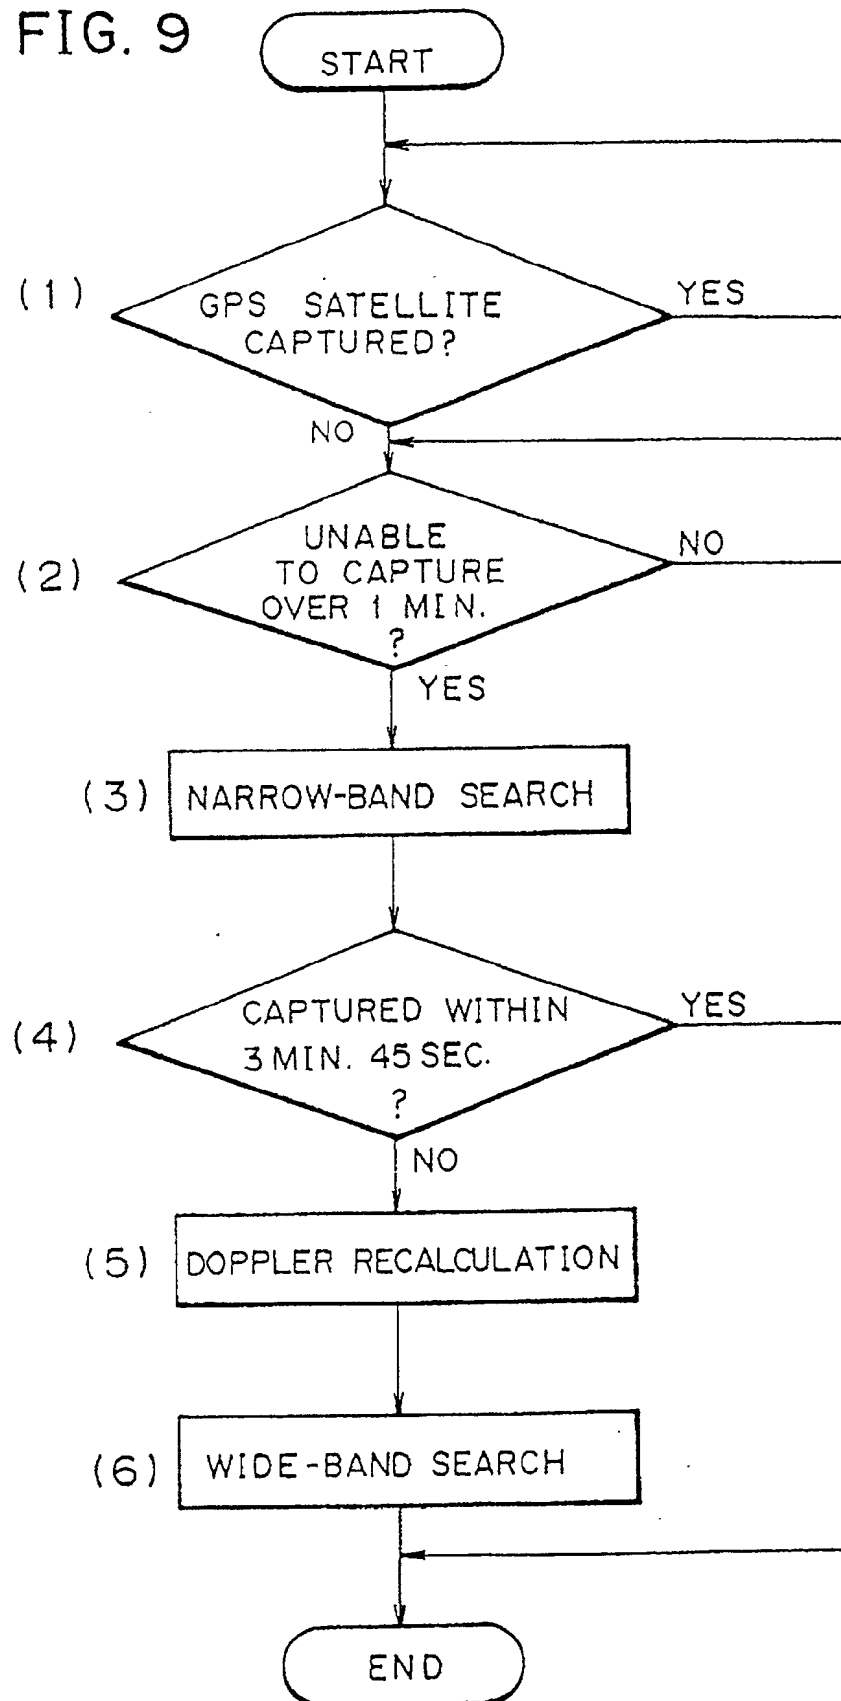 FIG. 9
START
(1)
GPS SATELLITE
CAPTURED?
YES
NO
(2)
UNABLE
TO CAPTURE
OVER 1 MIN.
?
NO
YES
(3)
NARROW-BAND SEARCH
(4)
CAPTURED WITHIN
3 MIN. 45 SEC.
?
YES
NO
(5)
DOPPLER RECALCULATION
(6)
WIDE-BAND SEARCH
END